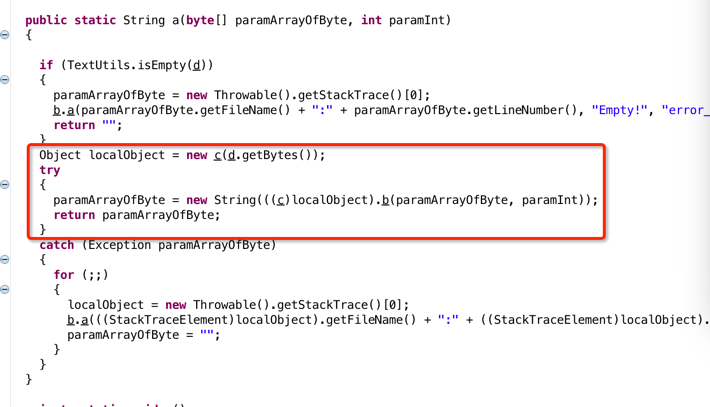 public static String a(byte[] paramArrayOfByte, int paramInt)
{
if (TextUtils.isEmpty(d))
{
paramArrayOfByte = new Throwable().getStackTrace()[0];
b.a(paramArrayOfByte.getFileName() + ":" + paramArrayOfByte.getLineNumber(), "Empty!", "error_
return "";
}
Object localObject = new c(d.getBytes());
try
{
paramArrayOfByte = new String(((c)localObject).b(paramArrayOfByte, paramInt));
return paramArrayOfByte;
}
catch (Exception paramArrayOfByte)
{
for (;;)
{
localObject = new Throwable().getStackTrace()[0];
b.a(((StackTraceElement)localObject).getFileName() + ":" + ((StackTraceElement)localObject).
paramArrayOfByte = "";
}
}
}